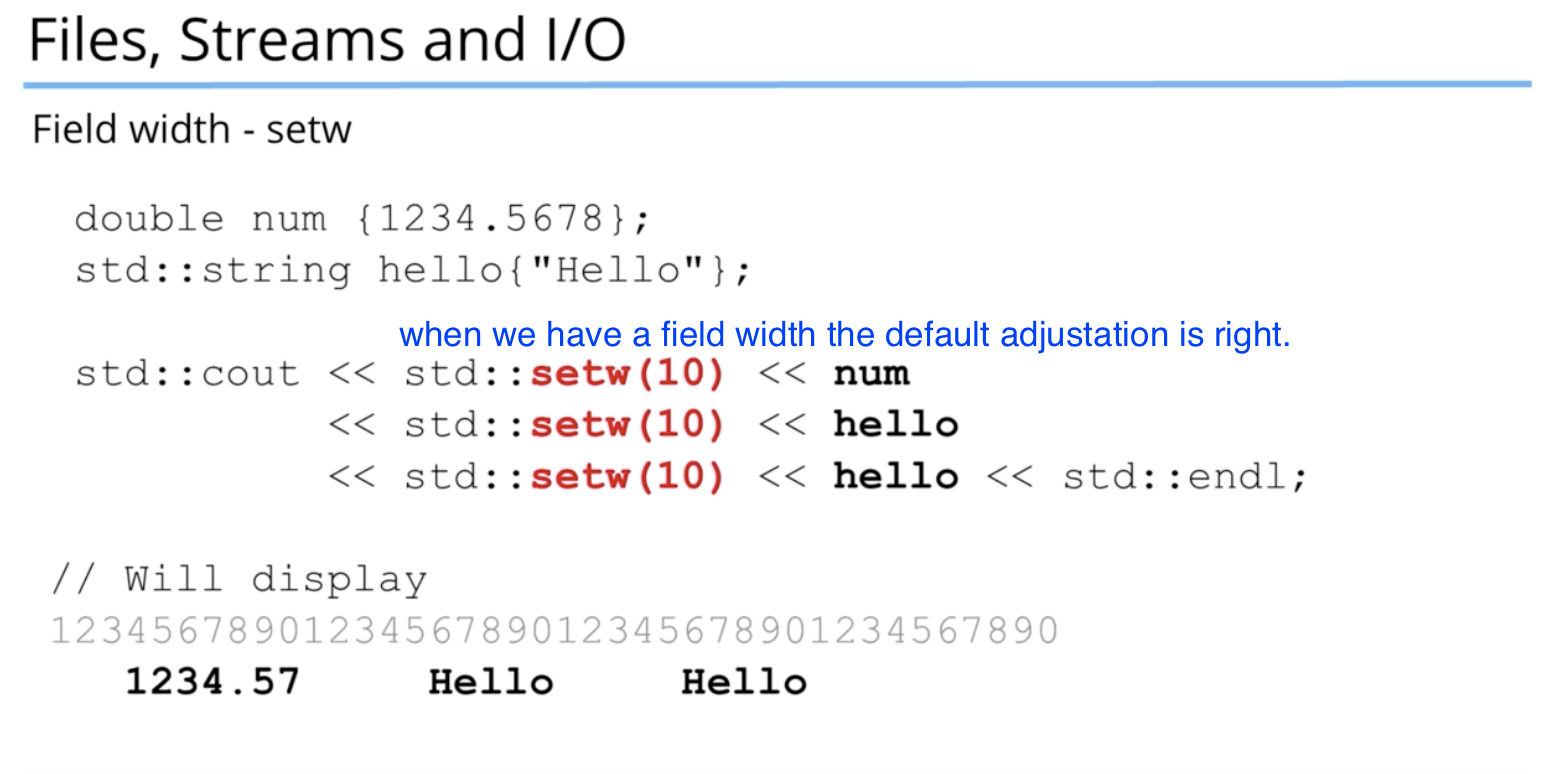 Files, Streams and I/O
Field width - setw
double num {1234.5678};
std::string hello{"Hello"};
when we have a field width the default adjustation is right.
std::cout << std::setw(10) << num
<< std::setw(10) << hello
<< std::setw(10) << hello << std::endl;
// Will display
1234567890123456789012345678901234567890
1234.57     Hello     Hello